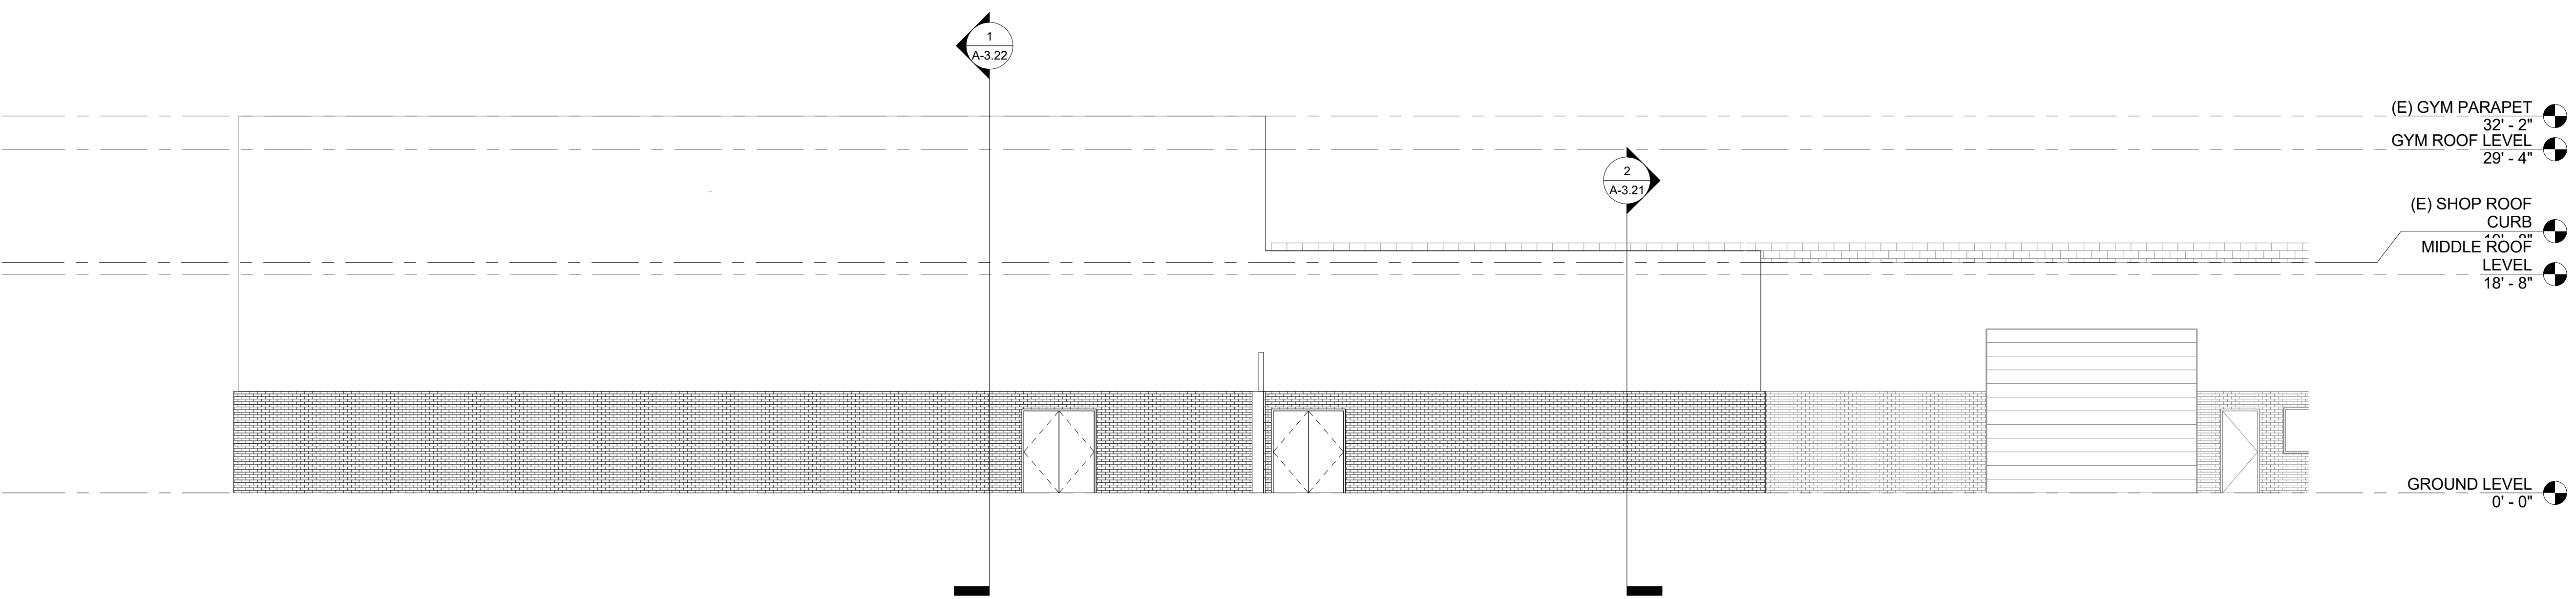 1
A-3.22
(E) GYM PARAPET
32' - 2"
GYM ROOF LEVEL
29' - 4"
2
A-3.21
(E) SHOP ROOF
CURB
MIDDLE ROOF
LEVEL
18' - 8"
GROUND LEVEL
0' - 0"